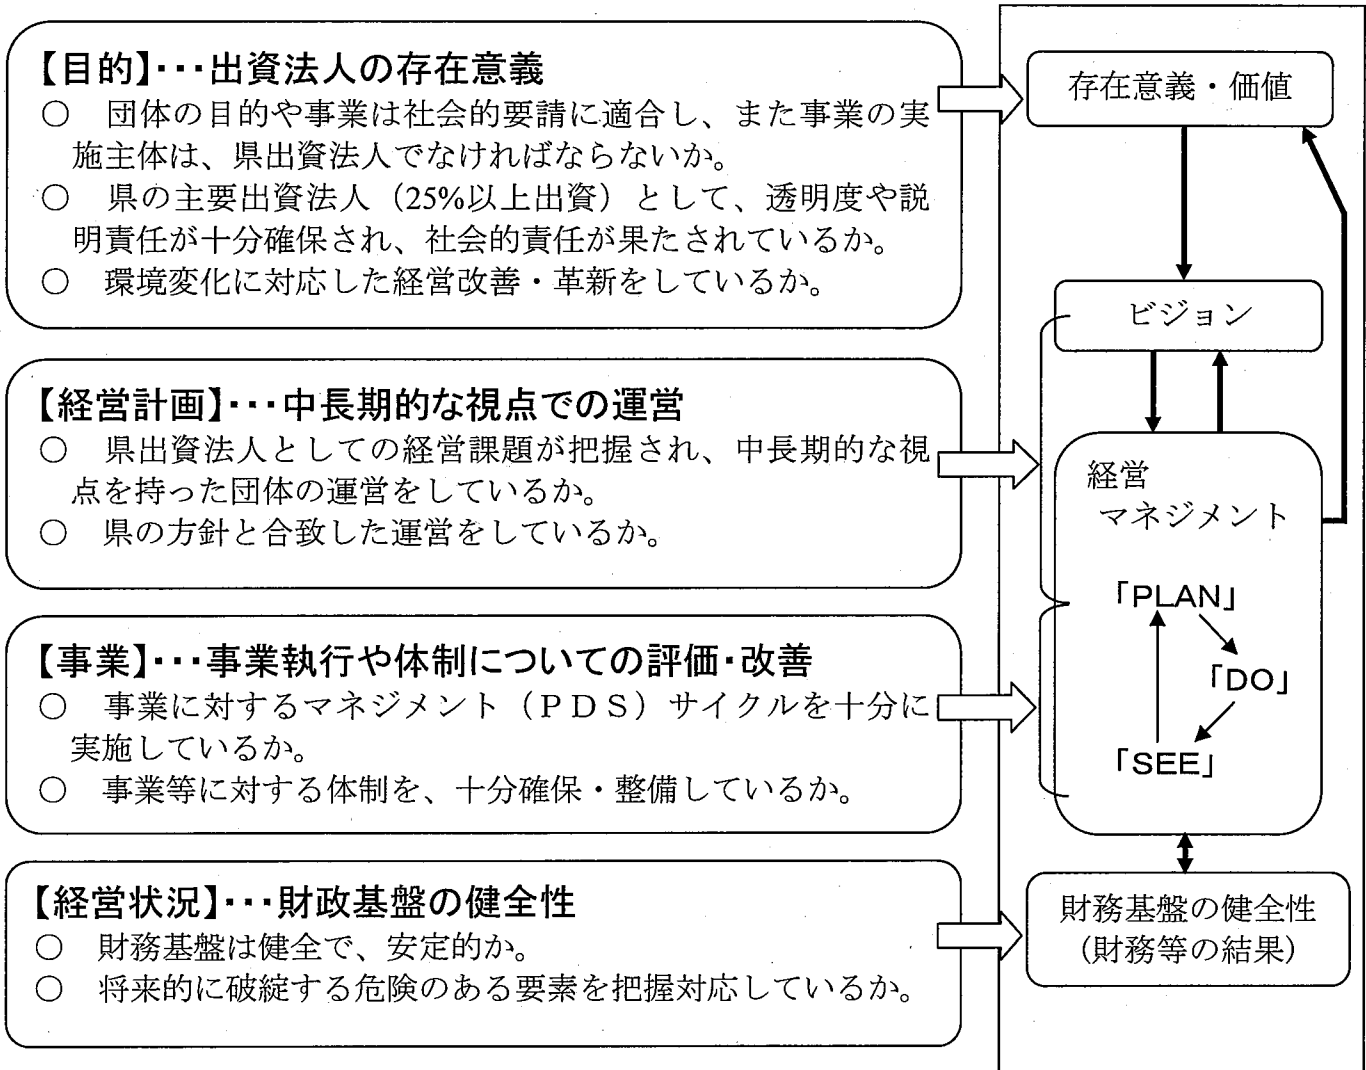 【目的】･･･出資法人の存在意義
○　団体の目的や事業は社会的要請に適合し、また事業の実
施主体は、県出資法人でなければならないか。
○　県の主要出資法人（25%以上出資）として、透明度や説
明責任が十分確保され、社会的責任が果たされているか。
○　環境変化に対応した経営改善・革新をしているか。
【経営計画】･･･中長期的な視点での運営
○　県出資法人としての経営課題が把握され、中長期的な視
点を持った団体の運営をしているか。
○　県の方針と合致した運営をしているか。
【事業】･･･事業執行や体制についての評価･改善
○　事業に対するマネジメント（ＰＤＳ）サイクルを十分に
実施しているか。
○　事業等に対する体制を、十分確保・整備しているか。
【経営状況】･･･財政基盤の健全性
○　財務基盤は健全で、安定的か。
○　将来的に破綻する危険のある要素を把握対応しているか。
存在意義・価値
ビジョン
経営
マネジメント
「PLAN」
「DO」
「SEE」
財務基盤の健全性
（財務等の結果）